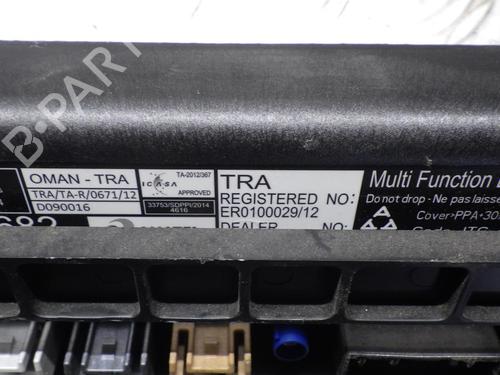 B-PARTS
OMAN - TRA
TRA/TA-R/0671/12
D090016
ICASA
TA-2012/367
APPROVED
33753/SDPPI/2014
4616
TRA
REGISTERED NO:
ER0100029/12
DEALER NO:
Multi Function
Do not drop - Ne pas laisse
Cover>PPA+30